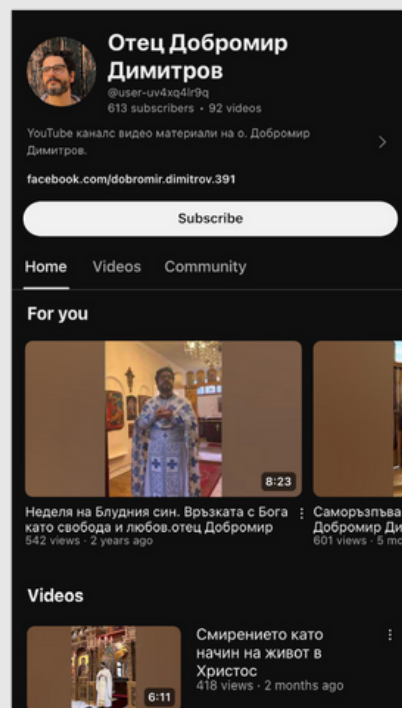 Отец Добромир
Димитров
@user-uv4xq4lr9q
613 subscribers • 92 videos
YouTube каналс видео материали на о. Добромир
Димитров.
facebook.com/dobromir.dimitrov.391
Subscribe
Home Videos Community
For you
8:23
Неделя на Блудния син. Връзката с Бога
като свобода и любов.отец Добромир
542 views · 2 years ago
Саморъзпва
Добромир Ди
601 views · 5 mo
Videos
6:11
Смирението като
начин на живот в
Христос
418 views · 2 months ago